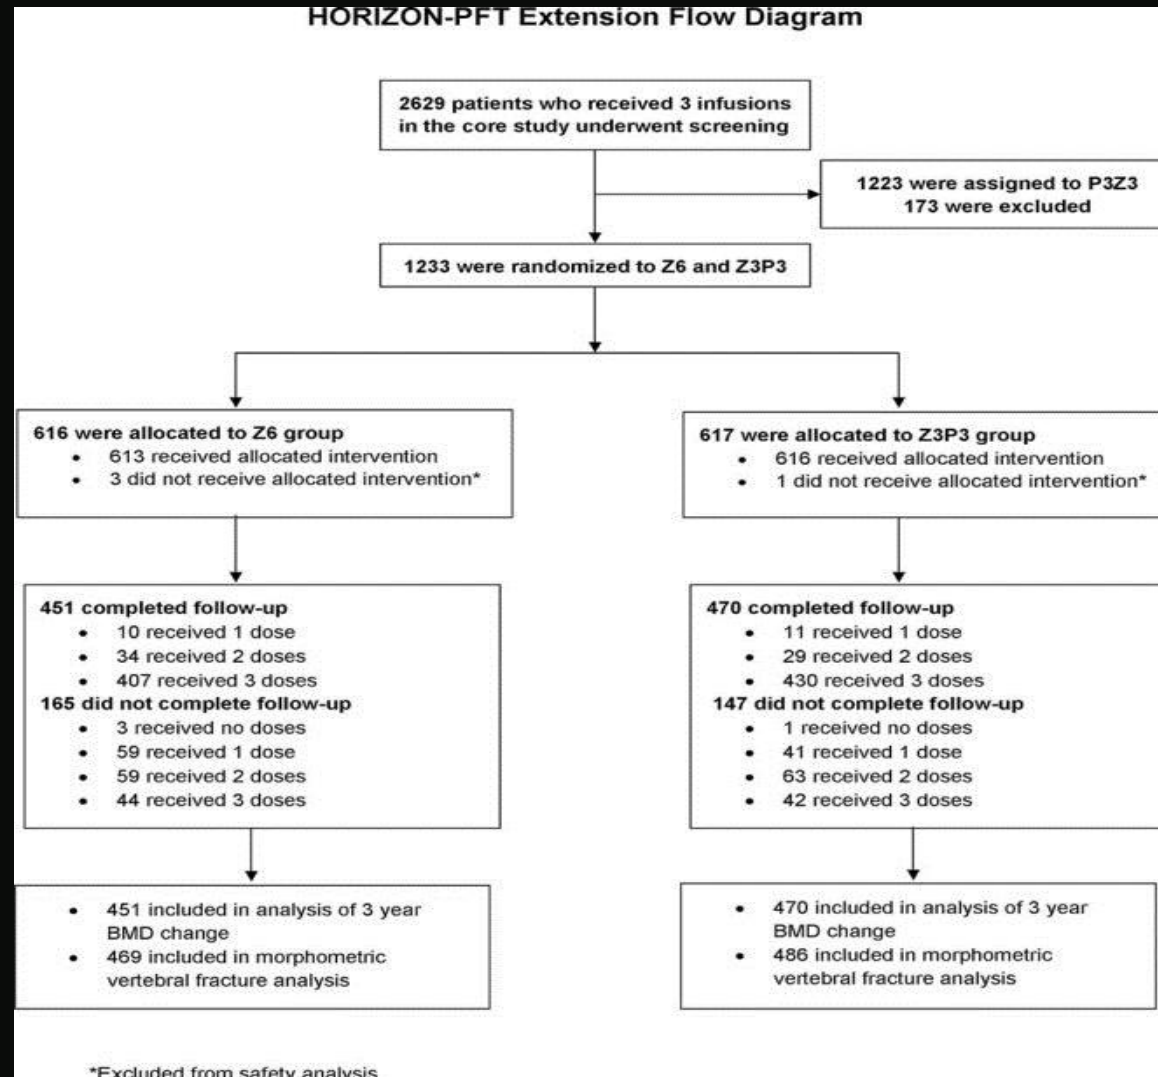 HORIZON-PFT Extension Flow Diagram
2629 patients who received 3 infusions
in the core study underwent screening
1223 were assigned to P3Z3
173 were excluded
1233 were randomized to Z6 and Z3P3
616 were allocated to Z6 group
• 613 received allocated intervention
• 3 did not receive allocated intervention*
617 were allocated to Z3P3 group
• 616 received allocated intervention
• 1 did not receive allocated intervention*
451 completed follow-up
• 10 received 1 dose
• 34 received 2 doses
• 407 received 3 doses
165 did not complete follow-up
• 3 received no doses
• 59 received 1 dose
• 59 received 2 doses
• 44 received 3 doses
470 completed follow-up
• 11 received 1 dose
• 29 received 2 doses
• 430 received 3 doses
147 did not complete follow-up
• 1 received no doses
• 41 received 1 dose
• 63 received 2 doses
• 42 received 3 doses
• 451 included in analysis of 3 year
BMD change
• 469 included in morphometric
vertebral fracture analysis
• 470 included in analysis of 3 year
BMD change
• 486 included in morphometric
vertebral fracture analysis
*Excluded from safety analysis